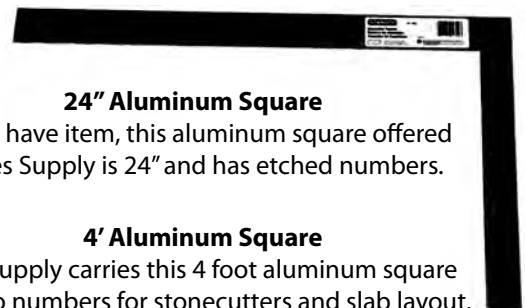 24” Aluminum Square
have item, this aluminum square offered
es Supply is 24” and has etched numbers.
4’ Aluminum Square
upply carries this 4 foot aluminum square
numbers for stonecutters and slab layout.